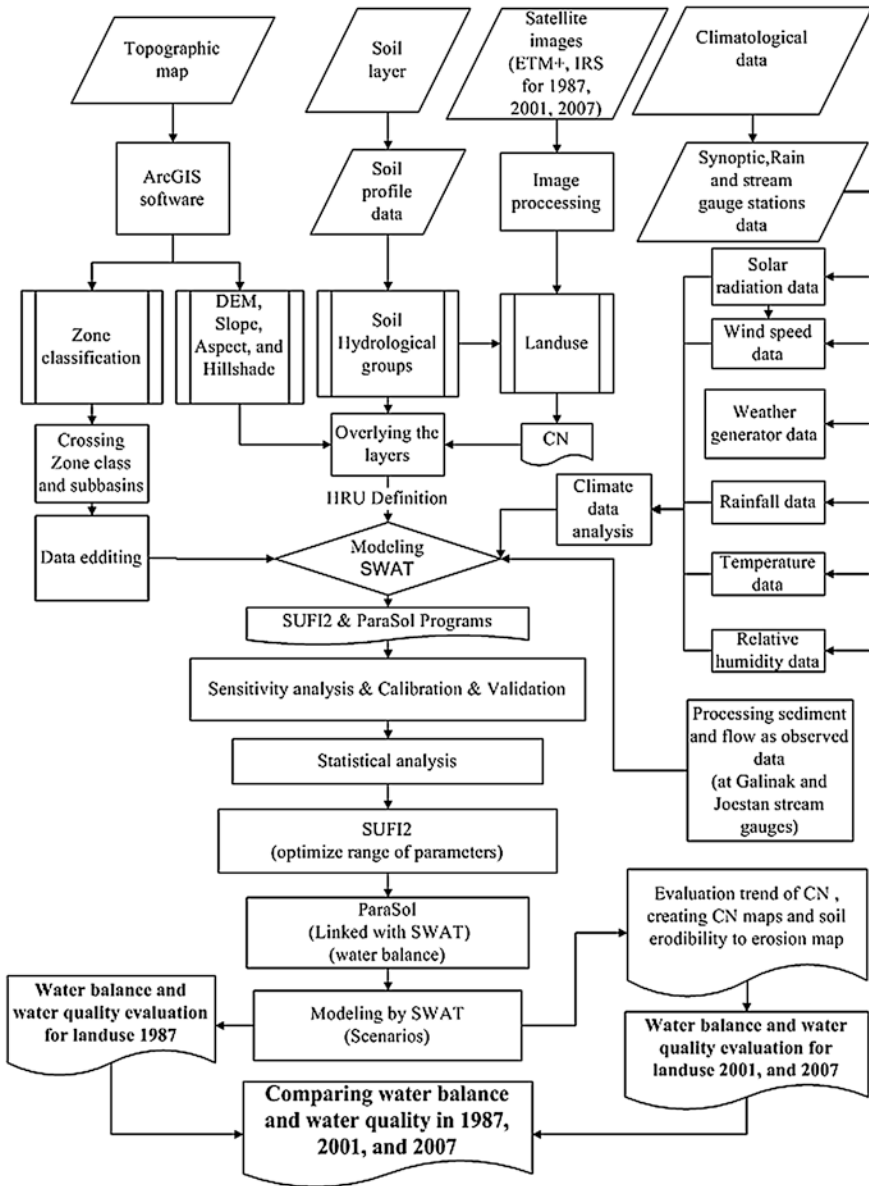 Topographic
map
Soil
layer
Satellite
images
(ETM+, IRS
for 1987,
2001, 2007)
Climatological
data
ArcGIS
software
Soil
profile
data
Image
proccessing
Synoptic,Rain
and stream
gauge stations
data
Zone
classification
DEM,
Slope,
Aspect, and
Hillshade
Soil
Hydrological
groups
Landuse
Solar
radiation data
Wind speed
data
Weather
generator data
Rainfall data
Temperature
data
Relative
humidity data
Crossing
Zone class
and subbasins
Overlying the
layers
CN
HRU Definition
Climate
data
analysis
Data edditing
Modeling
SWAT
SUFI2 & ParaSol Programs
Sensitivity analysis & Calibration & Validation
Statistical analysis
Processing sediment
and flow as observed
data
(at Galinak and
Joestan stream
gauges)
SUFI2
(optimize range of parameters)
ParaSol
(Linked with SWAT)
(water balance)
Evaluation trend of CN ,
creating CN maps and soil
erodibility to erosion map
Modeling by SWAT
(Scenarios)
Water balance and
water quality evaluation
for landuse 1987
Water balance and water
quality evaluation for
landuse 2001, and 2007
Comparing water balance
and water quality in 1987,
2001, and 2007